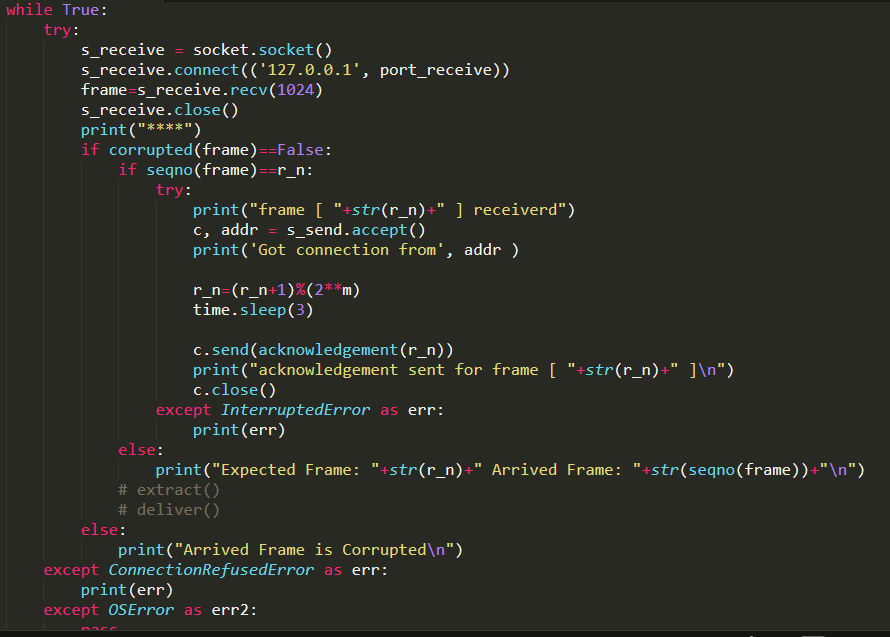 while True:
    try:
        s_receive = socket.socket()
        s_receive.connect(('127.0.0.1', port_receive))
        frame=s_receive.recv(1024)
        s_receive.close()
        print("****")
        if corrupted(frame)==False:
            if seqno(frame)==r_n:
                try:
                    print("frame [ "+str(r_n)+" ] receiverd")
                    c, addr = s_send.accept()
                    print('Got connection from', addr )

                    r_n=(r_n+1)%(2**m)
                    time.sleep(3)

                    c.send(acknowledgement(r_n))
                    print("acknowledgement sent for frame [ "+str(r_n)+" ]\n")
                    c.close()
                except InterruptedError as err:
                    print(err)
            else:
                print("Expected Frame: "+str(r_n)+" Arrived Frame: "+str(seqno(frame))+"\n")
            # extract()
            # deliver()
        else:
            print("Arrived Frame is Corrupted\n")
    except ConnectionRefusedError as err:
        print(err)
    except OSError as err2:
        pass